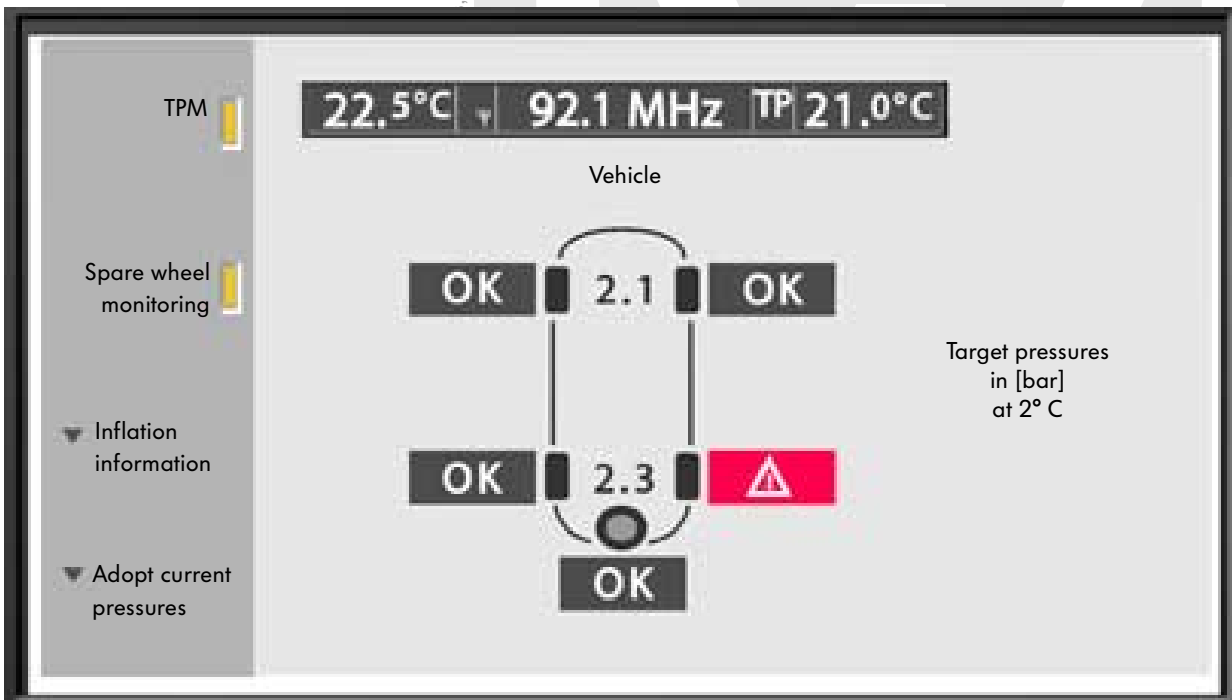 TPM
22.5°C 92.1 MHz TP 21.0°C
Vehicle
Spare wheel
monitoring
OK 2.1 OK
Target pressures
in [bar]
at 2° C
Inflation
information
OK 2.3
OK
Adopt current
pressures